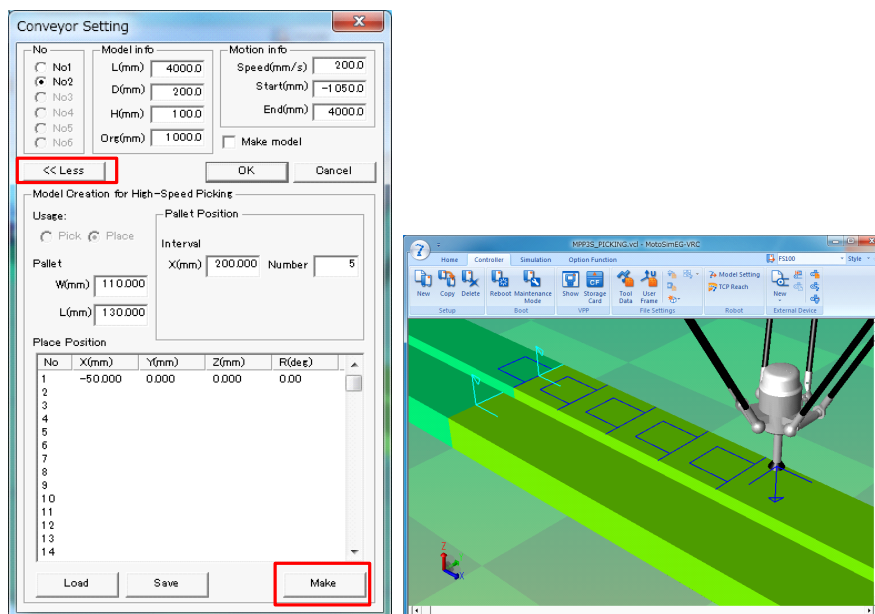 Conveyor Setting
No
No1
No2
No3
No4
No5
No6
Model info
L(mm) 4000.0
D(mm) 200.0
H(mm) 100.0
Org(mm) 1000.0
Motion info
Speed(mm/s) 200.0
Start(mm) -1050.0
End(mm) 4000.0
Make model
<< Less
OK
Cancel
Model Creation for High-Speed Picking
Usage:
Pick Place
Pallet
W(mm) 110.000
L(mm) 130.000
Pallet Position
Interval
X(mm) 200.000 Number 5
Place Position
No X(mm) Y(mm) Z(mm) R(deg)
1 -50.000 0.000 0.000 0.00
2
3
4
5
6
7
8
9
10
11
12
13
14
Load
Save
Make
MPP3S_PICKING.vcl - MotoSimEG-VRC
Home Controller Simulation Option Function
FS100
Style
New Copy Delete
Setup
Reboot Maintenance Mode
Boot
Show Storage Card
VPP
Tool Data User Frame
File Settings
Model Setting
TCP Reach
Robot
New
External Device
Z
X